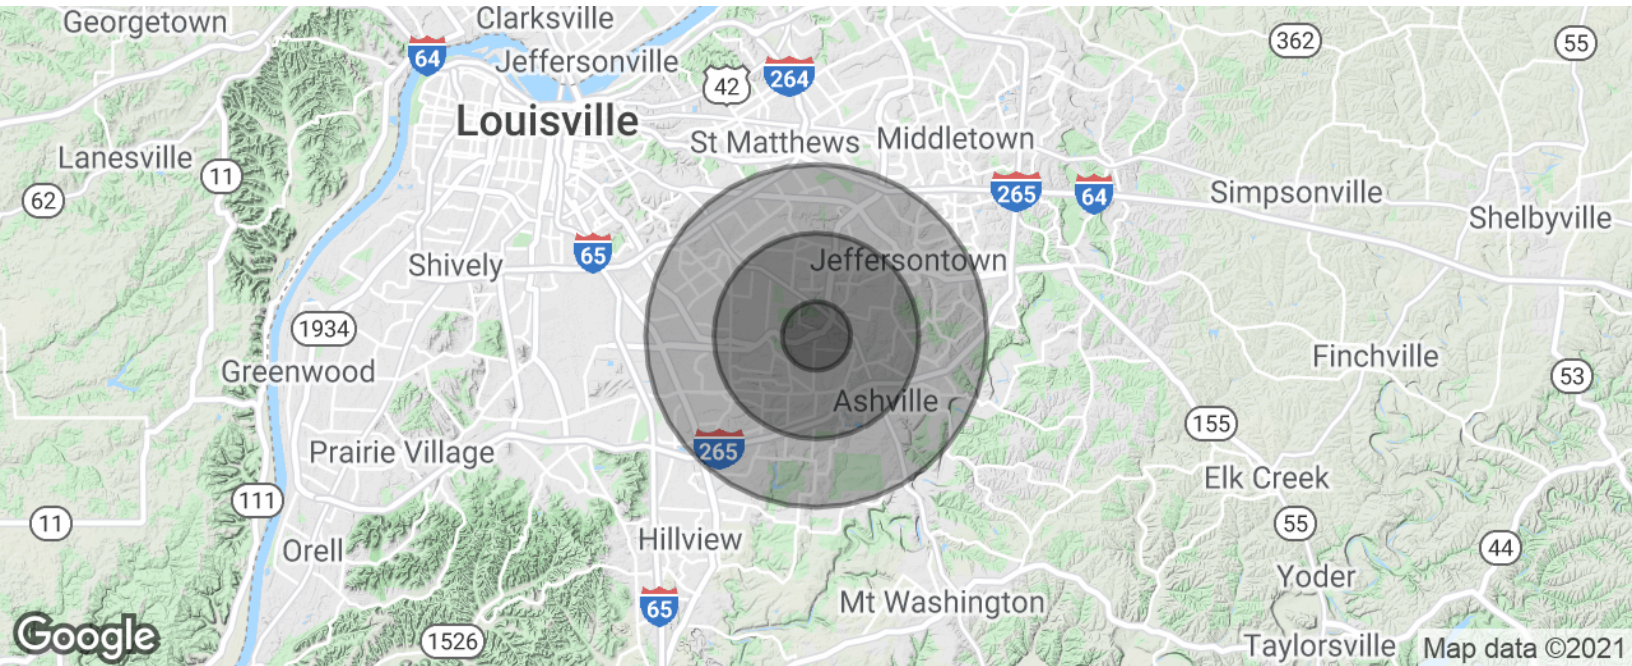 Georgetown
Clarksville
362
55
64
Jeffersonville
42
264
Louisville
St Matthews
Middletown
Lanesville
11
62
265
64
Simpsonville
Shelbyville
Shively
65
Jeffersontown
1934
Greenwood
Finchville
53
Ashville
155
Prairie Village
265
Elk Creek
111
11
55
Orell
Hillview
44
Yoder
65
Mt Washington
Google
1526
Taylorsville
Map data ©2021